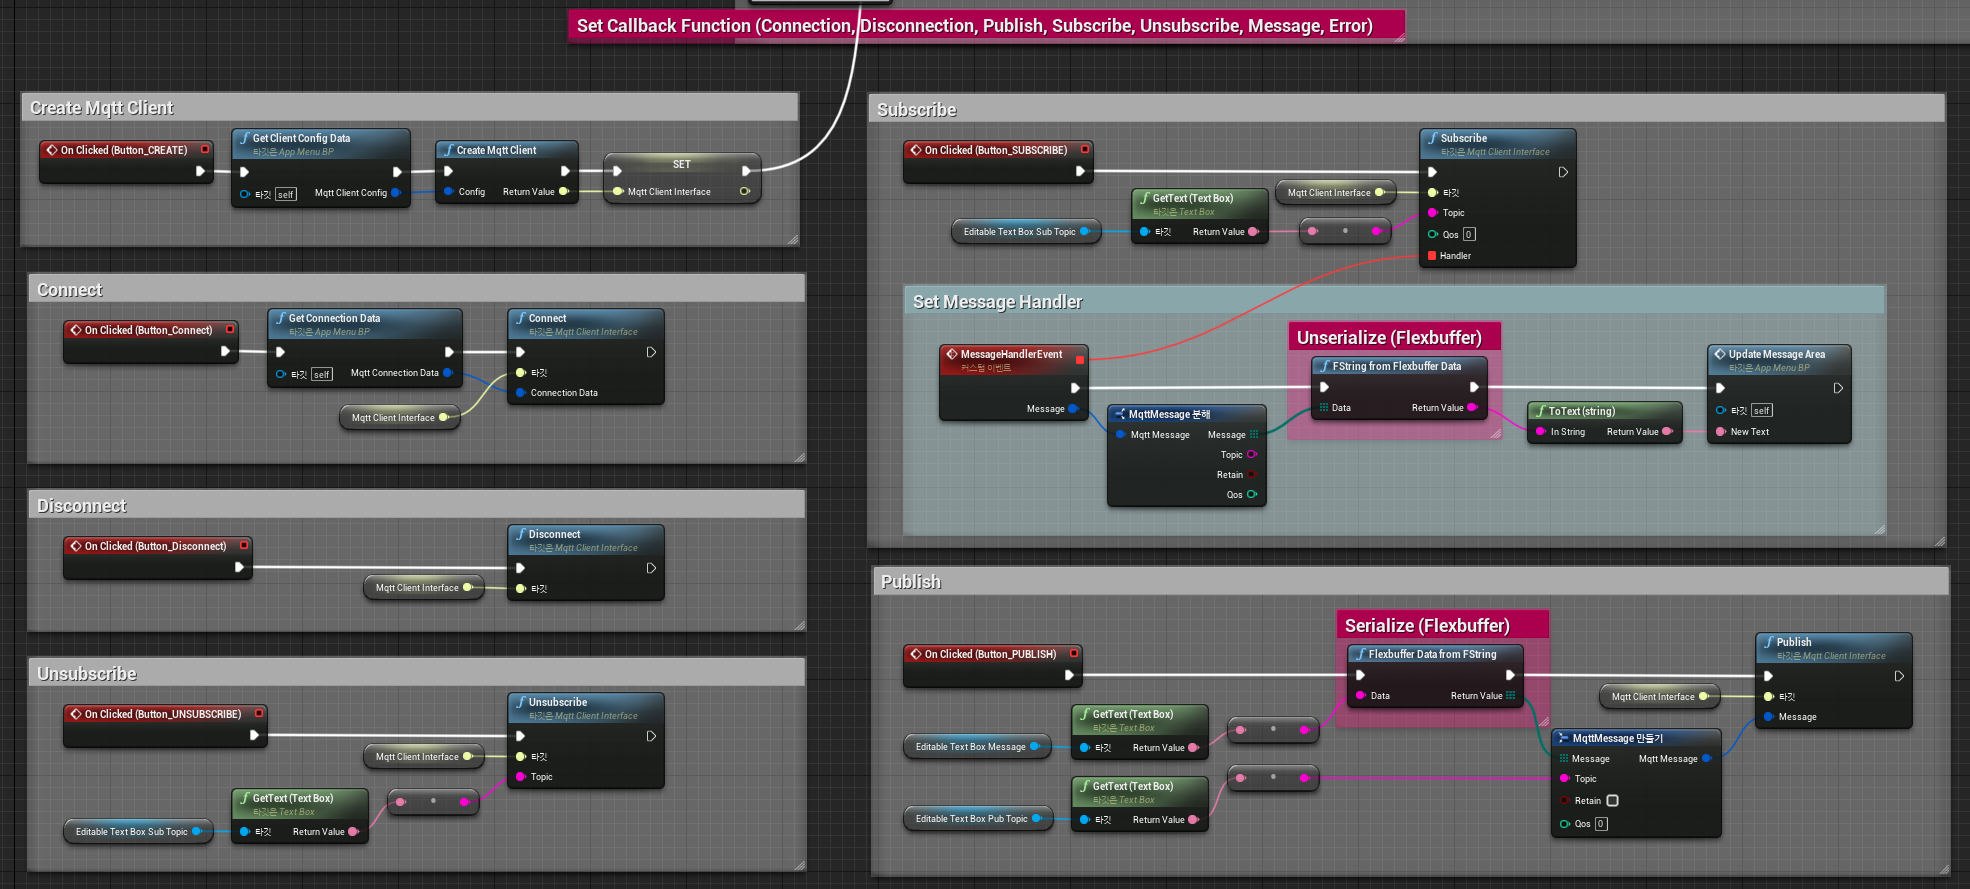 Set Callback Function (Connection, Disconnection, Publish, Subscribe, Unsubscribe, Message, Error)
Create Mqtt Client
On Clicked (Button_CREATE)
Get Client Config Data
타깃은 App Menu BP
타깃 self
Mqtt Client Config
Create Mqtt Client
Config Return Value
SET
Mqtt Client Interface
Connect
On Clicked (Button_Connect)
Get Connection Data
타깃은 App Menu BP
타깃 self
Mqtt Connection Data
Mqtt Client Interface
Connect
타깃은 Mqtt Client Interface
타깃
Connection Data
Disconnect
On Clicked (Button_Disconnect)
Mqtt Client Interface
Disconnect
타깃은 Mqtt Client Interface
타깃
Unsubscribe
On Clicked (Button_UNSUBSCRIBE)
Mqtt Client Interface
Editable Text Box Sub Topic
GetText (Text Box)
타깃은 Text Box
타깃 Return Value
Unsubscribe
타깃은 Mqtt Client Interface
타깃
Topic
Subscribe
On Clicked (Button_SUBSCRIBE)
Editable Text Box Sub Topic
GetText (Text Box)
타깃은 Text Box
타깃 Return Value
Mqtt Client Interface
Subscribe
타깃은 Mqtt Client Interface
타깃
Topic
Qos 0
Handler
Set Message Handler
MessageHandlerEvent
커스텀 이벤트
Message
MqttMessage 분해
Mqtt Message Message
Topic
Retain
Qos
Unserialize (Flexbuffer)
FString from Flexbuffer Data
Data Return Value
ToText (string)
In String Return Value
Update Message Area
타깃은 App Menu BP
타깃 self
New Text
Publish
On Clicked (Button_PUBLISH)
Editable Text Box Message
GetText (Text Box)
타깃은 Text Box
타깃 Return Value
Editable Text Box Pub Topic
GetText (Text Box)
타깃은 Text Box
타깃 Return Value
Serialize (Flexbuffer)
Flexbuffer Data from FString
Data Return Value
Mqtt Client Interface
MqttMessage 만들기
Message Mqtt Message
Topic
Retain
Qos 0
Publish
타깃은 Mqtt Client Interface
타깃
Message